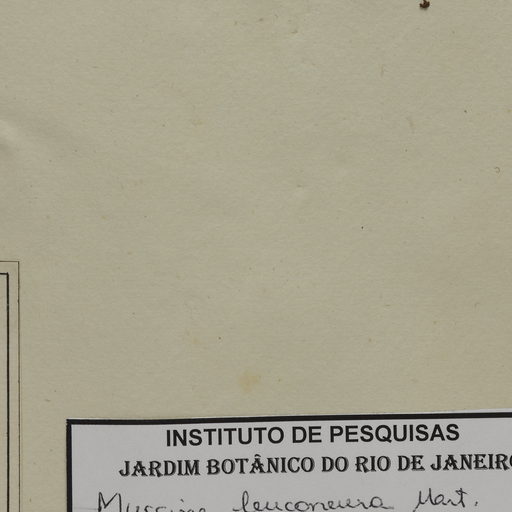 INSTITUTO DE PESQUISAS
JARDIM BOTÂNICO DO RIO DE JANEIRO
leuconeura Mart.